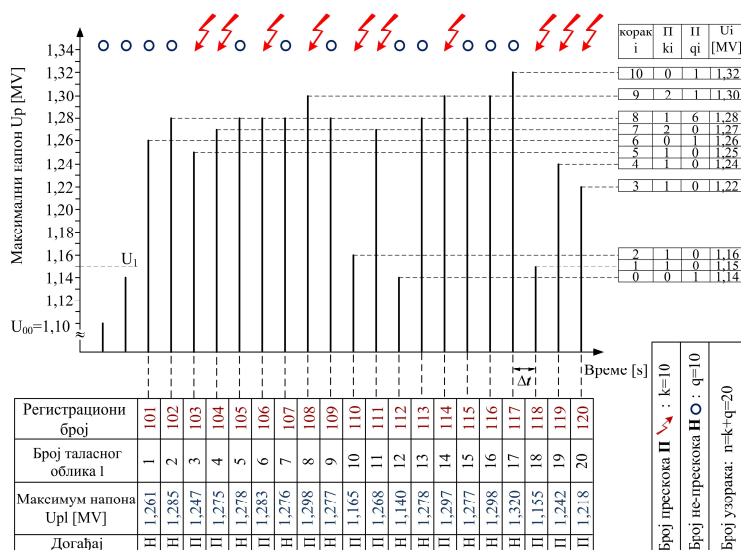 Максимални напон Up [MV]
1,34
1,32
1,30
1,28
1,26
1,24
1,22
1,20
1,18
1,16
1,14
1,12
U₀₀=1,10
U₁
Време [s]
Δt
корак i П ki II qi Ui [MV]
10 0 1 1,32
9 2 1 1,30
8 1 6 1,28
7 2 0 1,27
6 0 1 1,26
5 1 0 1,25
4 1 0 1,24
3 1 0 1,22
2 1 0 1,16
1 1 0 1,15
0 0 1 1,14
Регистрациони број 101 102 103 104 105 106 107 108 109 110 111 112 113 114 115 116 117 118 119 120
Број таласног облика l 1 2 3 4 5 6 7 8 9 10 11 12 13 14 15 16 17 18 19 20
Максимум напона Upl [MV] 1,261 1,285 1,247 1,275 1,278 1,283 1,276 1,298 1,277 1,165 1,268 1,140 1,278 1,297 1,277 1,298 1,320 1,155 1,242 1,218
Догађај Н Н П П Н П Н П Н П П Н Н П Н Н Н П П П
Број прескока П : k=10
Број не-прескока Н : q=10
Број узорака: n=k+q=20